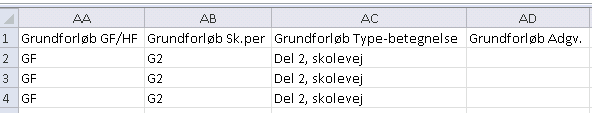 AA AB AC AD
1 Grundforløb GF/HF Grundforløb Sk.per Grundforløb Type-betegnelse Grundforløb Adgv.
2 GF G2 Del 2, skolevej
3 GF G2 Del 2, skolevej
4 GF G2 Del 2, skolevej